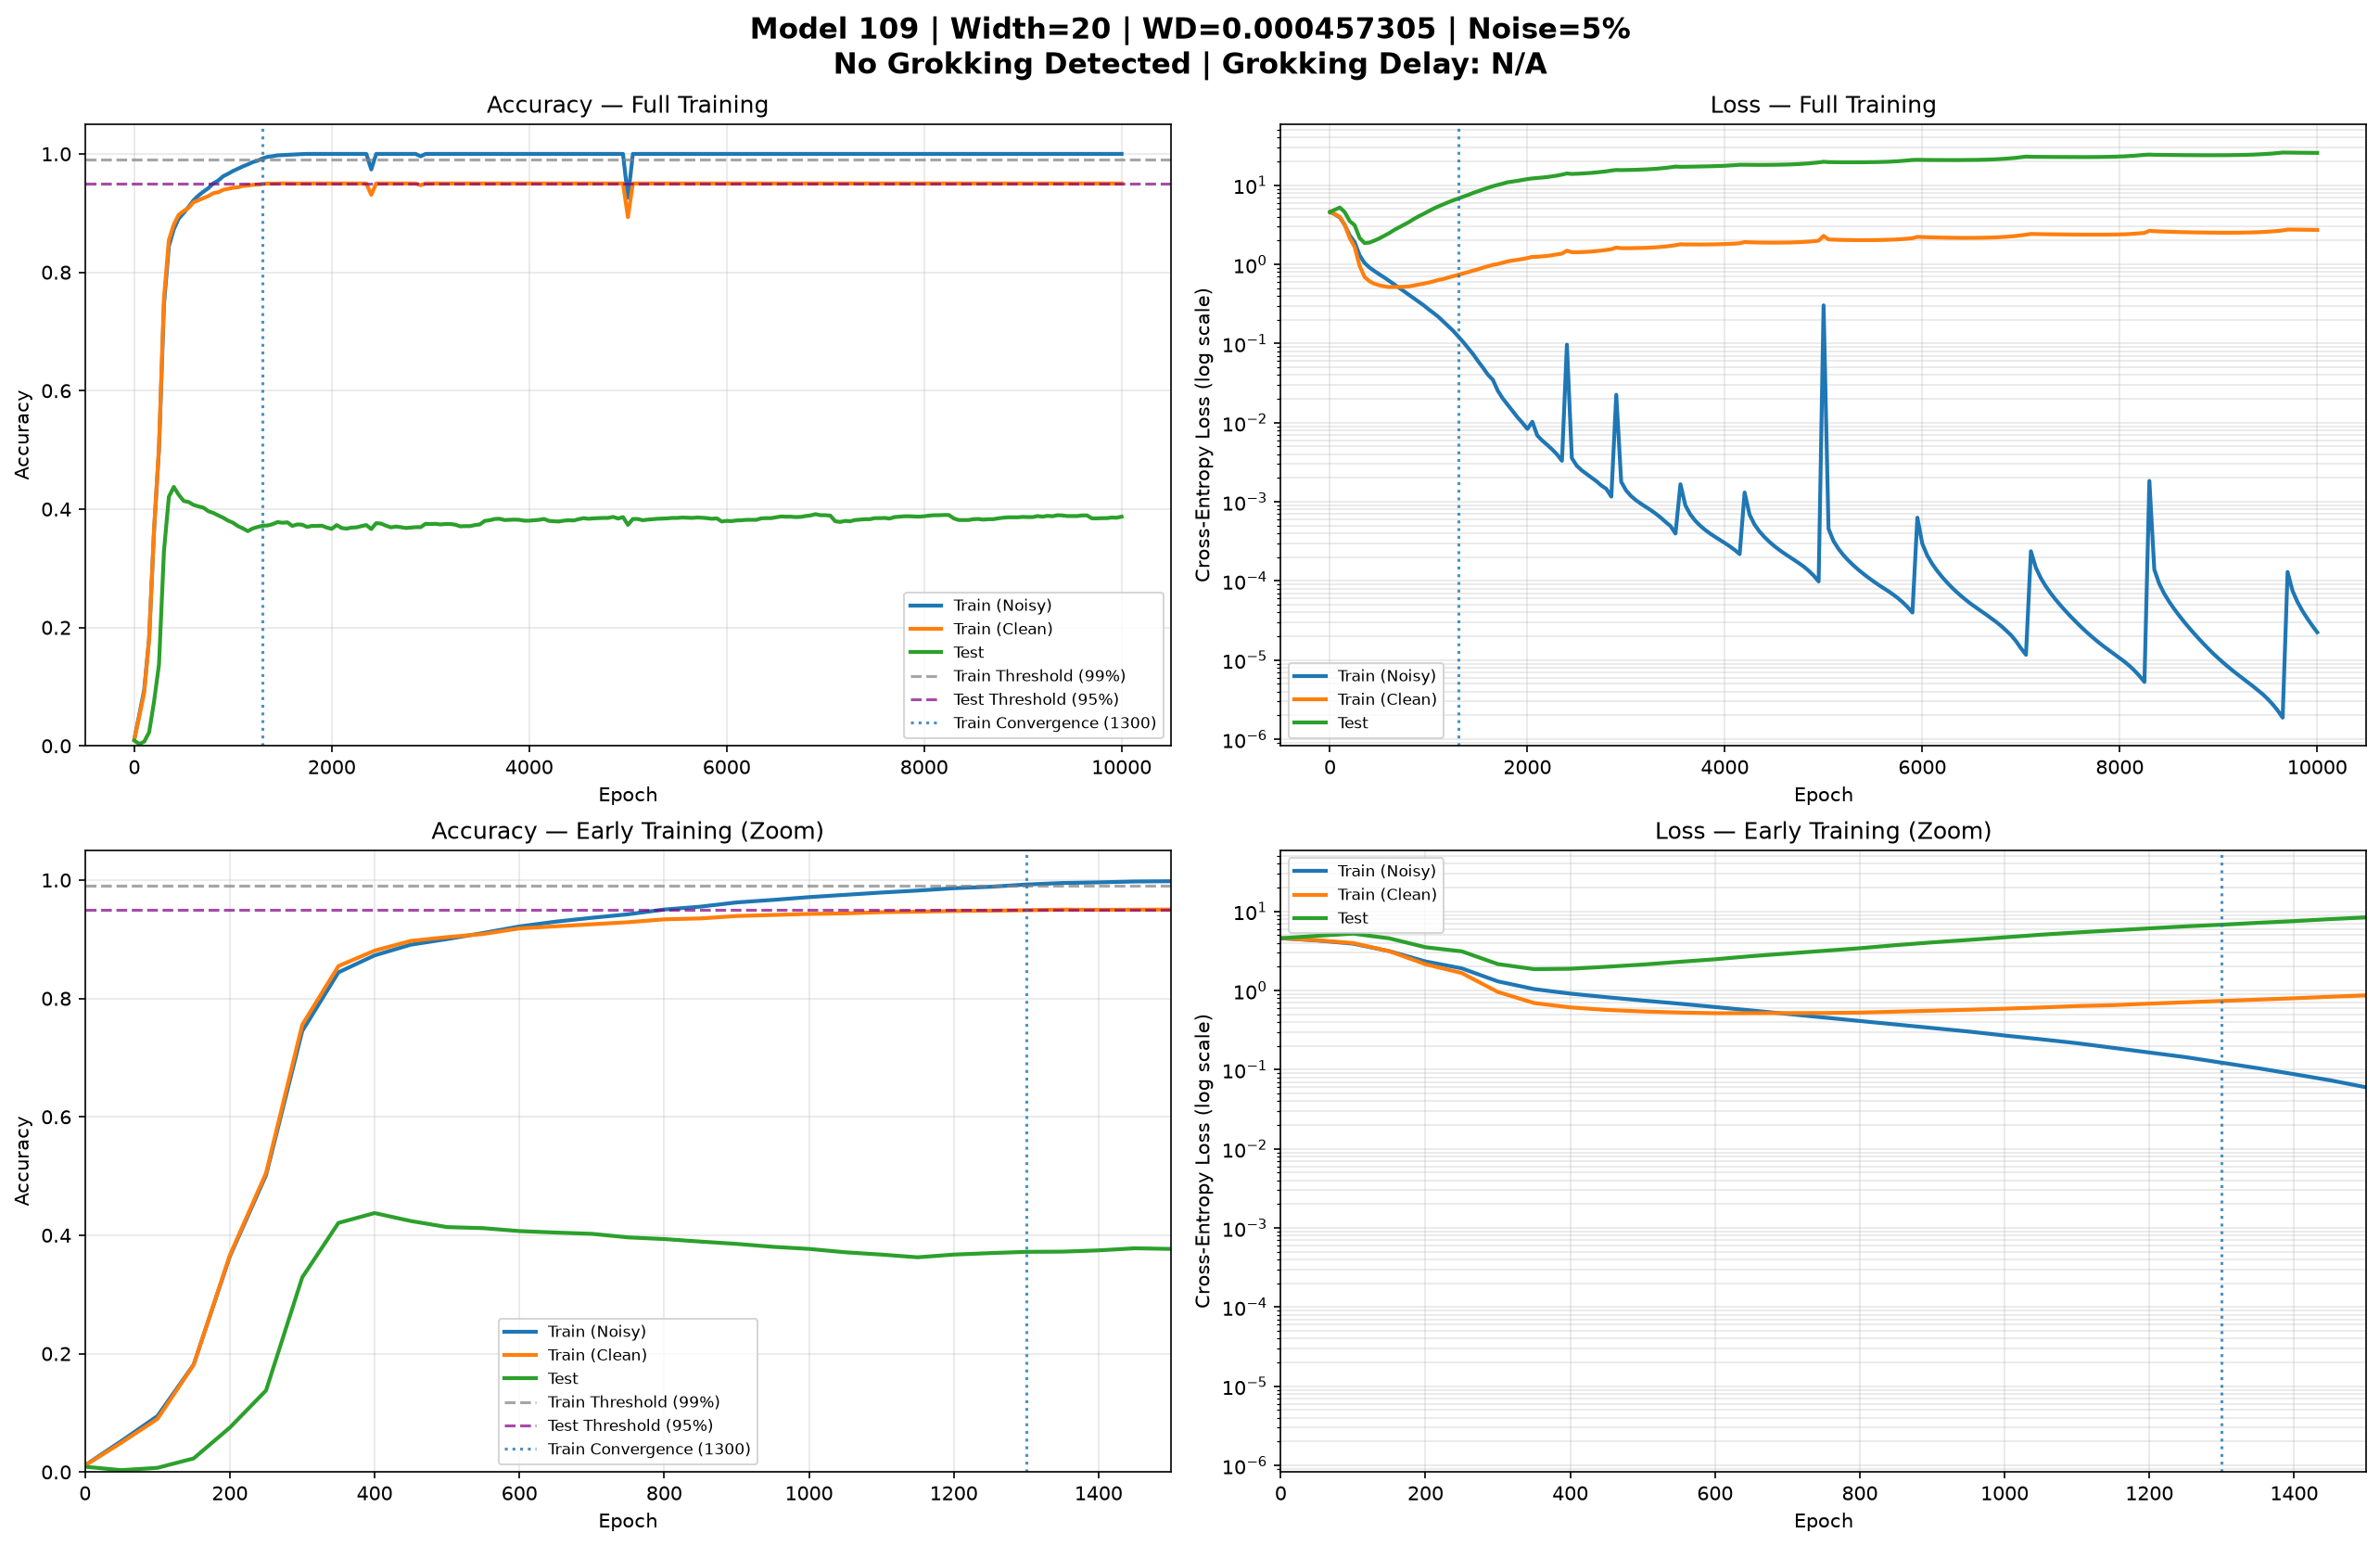 Model 109 | Width=20 | WD=0.000457305 | Noise=5%
No Grokking Detected | Grokking Delay: N/A
Accuracy — Full Training
1.0
0.8
0.6
0.4
0.2
0.0
Accuracy
0
2000
4000
6000
8000
10000
Epoch
Train (Noisy)
Train (Clean)
Test
Train Threshold (99%)
Test Threshold (95%)
Train Convergence (1300)
Loss — Full Training
10¹
10⁰
10⁻¹
10⁻²
10⁻³
10⁻⁴
10⁻⁵
10⁻⁶
Cross-Entropy Loss (log scale)
0
2000
4000
6000
8000
10000
Epoch
Train (Noisy)
Train (Clean)
Test
Accuracy — Early Training (Zoom)
1.0
0.8
0.6
0.4
0.2
0.0
Accuracy
0
200
400
600
800
1000
1200
1400
Epoch
Train (Noisy)
Train (Clean)
Test
Train Threshold (99%)
Test Threshold (95%)
Train Convergence (1300)
Loss — Early Training (Zoom)
10¹
10⁰
10⁻¹
10⁻²
10⁻³
10⁻⁴
10⁻⁵
10⁻⁶
Cross-Entropy Loss (log scale)
0
200
400
600
800
1000
1200
1400
Epoch
Train (Noisy)
Train (Clean)
Test